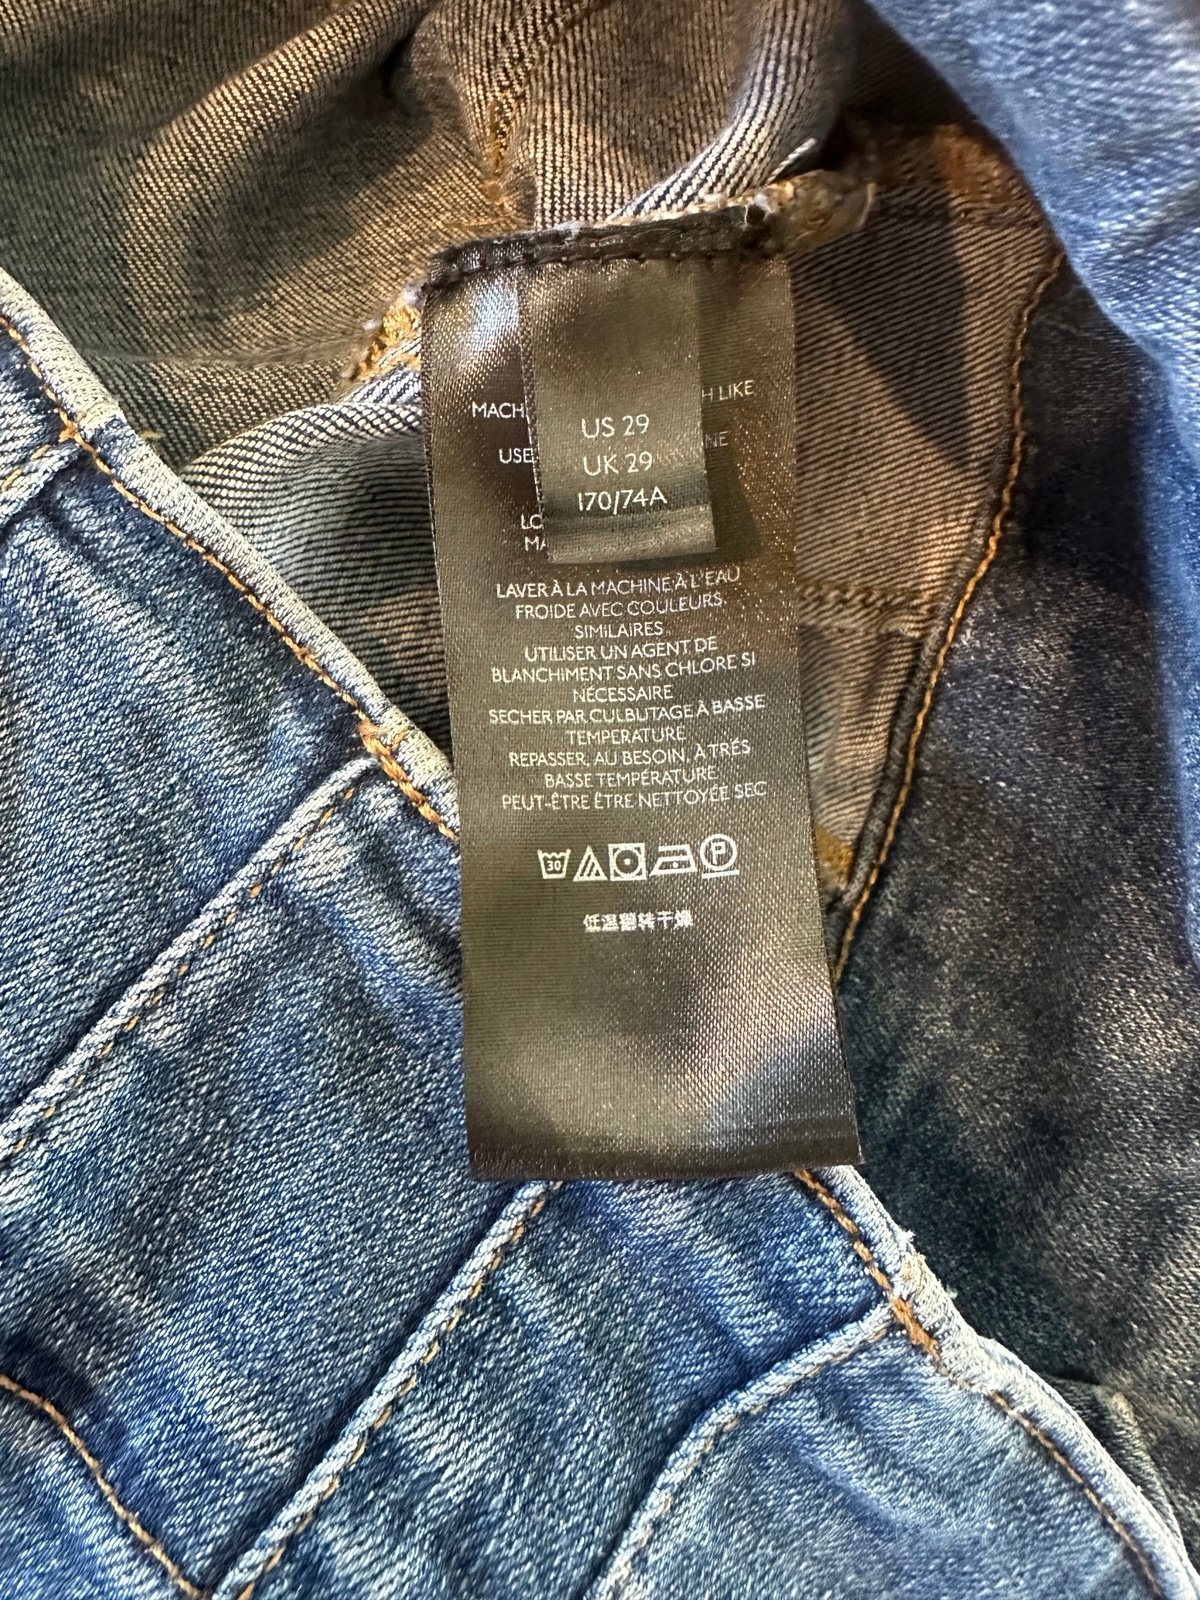 US 29
UK 29
170/74A
MACH
H LIKE
USE
NE
LO
MA
LAVER À LA MACHINE À L'EAU
FROIDE AVEC COULEURS
SIMILAIRES
UTILISER UN AGENT DE
BLANCHIMENT SANS CHLORE SI
NÉCESSAIRE
SECHER PAR CULBUTAGE À BASSE
TEMPERATURE
REPASSER, AU BESOIN, À TRÉS
BASSE TEMPÉRATURE
PEUT-ÊTRE ÊTRE NETTOYÉE SEC
30
P
低温翻转干燥